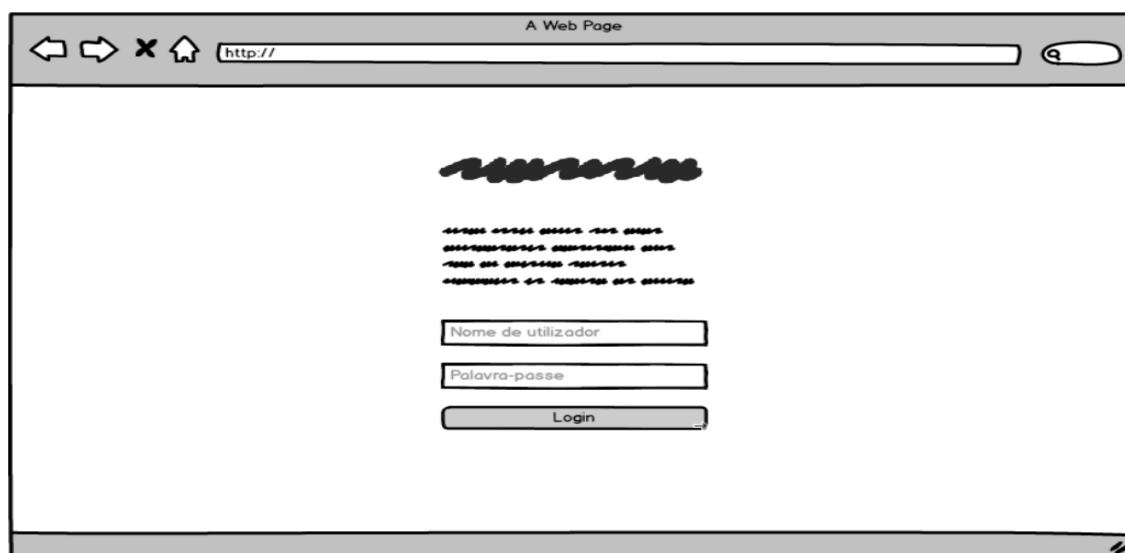 A Web Page
http://
Nome de utilizador
Palavra-passe
Login